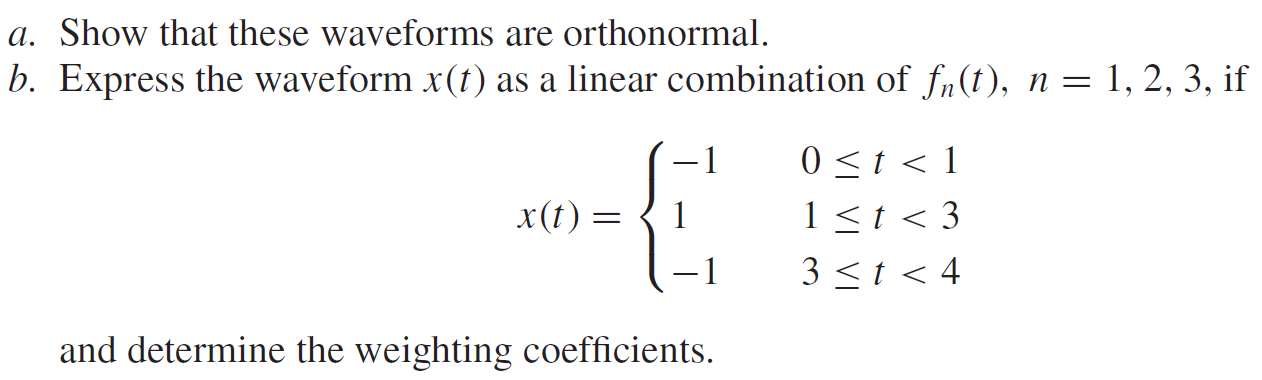 a. Show that these waveforms are orthonormal.
b. Express the waveform x(t) as a linear combination of fₙ(t), n = 1, 2, 3, if
x(t) = { −1 0 ≤ t < 1
1 1 ≤ t < 3
−1 3 ≤ t < 4
and determine the weighting coefficients.